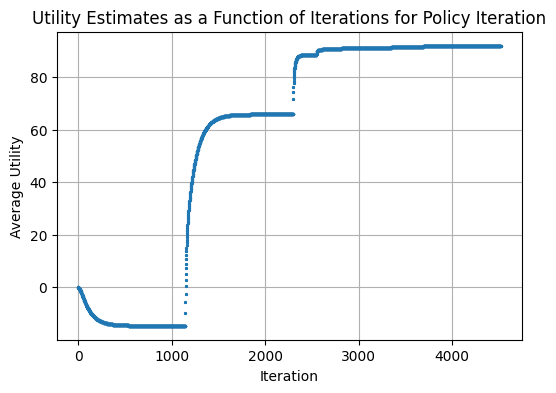 Utility Estimates as a Function of Iterations for Policy Iteration
80
60
40
20
0
Average Utility
0 1000 2000 3000 4000
Iteration